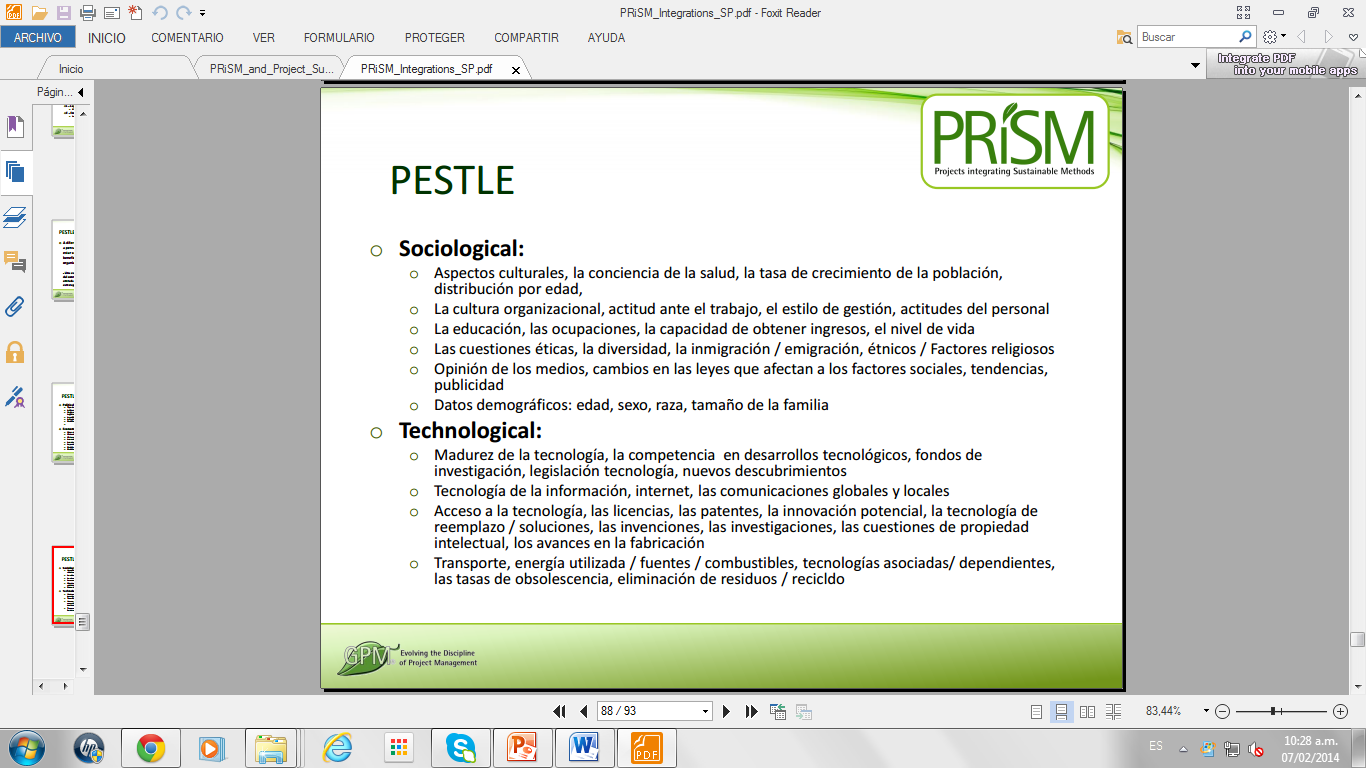 PRiSM_Integrations_SP.pdf - Foxit Reader
ARCHIVO INICIO COMENTARIO VER FORMULARIO PROTEGER COMPARTIR AYUDA
Buscar
Inicio PRiSM_and_Project_Su... PRiSM_Integrations_SP.pdf
Integrate PDF
into your mobile apps
Págin...
PRiSM
Projects integrating Sustainable Methods
PESTLE
Sociological:
Aspectos culturales, la conciencia de la salud, la tasa de crecimiento de la población,
distribución por edad,
La cultura organizacional, actitud ante el trabajo, el estilo de gestión, actitudes del personal
La educación, las ocupaciones, la capacidad de obtener ingresos, el nivel de vida
Las cuestiones éticas, la diversidad, la inmigración / emigración, étnicos / Factores religiosos
Opinión de los medios, cambios en las leyes que afectan a los factores sociales, tendencias,
publicidad
Datos demográficos: edad, sexo, raza, tamaño de la familia
Technological:
Madurez de la tecnología, la competencia en desarrollos tecnológicos, fondos de
investigación, legislación tecnología, nuevos descubrimientos
Tecnología de la información, internet, las comunicaciones globales y locales
Acceso a la tecnología, las licencias, las patentes, la innovación potencial, la tecnología de
reemplazo / soluciones, las invenciones, las investigaciones, las cuestiones de propiedad
intelectual, los avances en la fabricación
Transporte, energía utilizada / fuentes / combustibles, tecnologías asociadas/ dependientes,
las tasas de obsolescencia, eliminación de residuos / recicldo
GPM
Evolving the Discipline
of Project Management
88 / 93
83,44%
ES
10:28 a.m.
07/02/2014